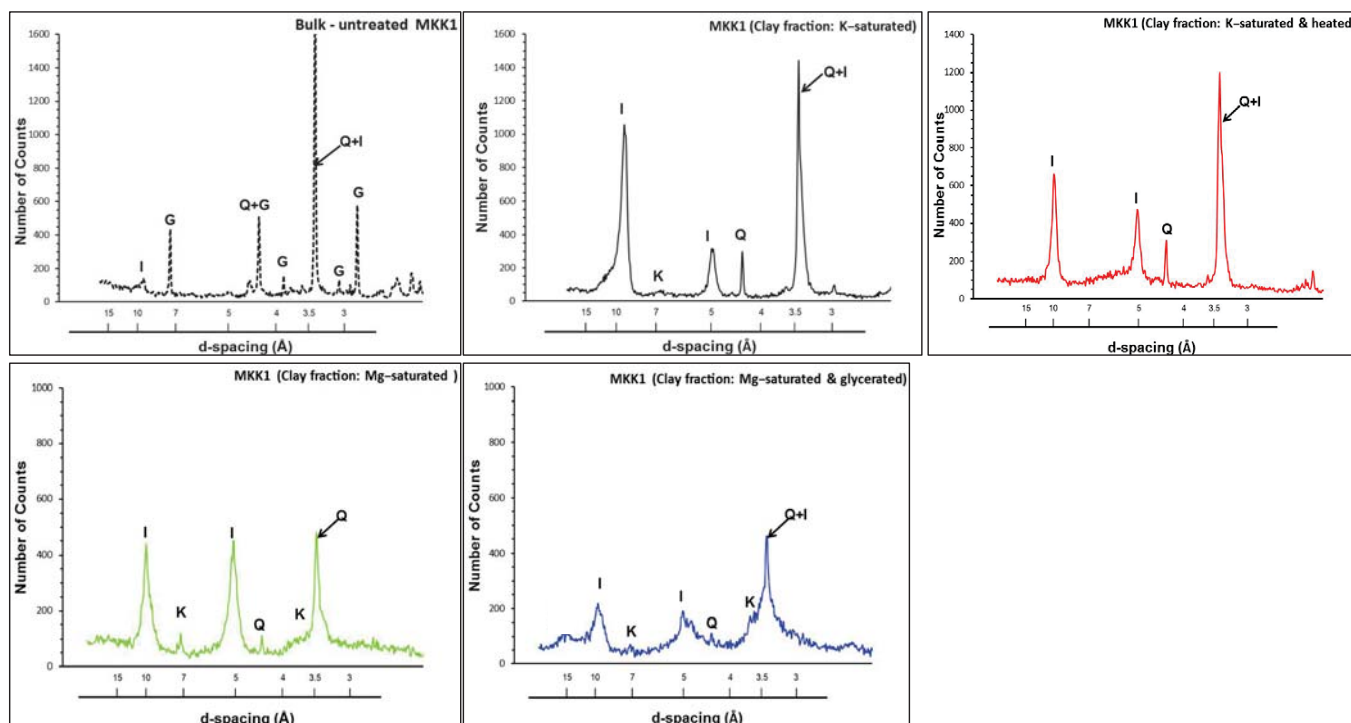 Bulk - untreated MKK1
Number of Counts
1600
1400
1200
1000
1600
800
600
400
200
0
I
G
Q+G
G
Q+I
G
G
15 10 7 5 4 3.5 3
d-spacing (Å)
MKK1 (Clay fraction: K–saturated)
Number of Counts
1600
1400
1200
1000
800
600
400
200
0
I
K
I
Q
Q+I
15 10 7 5 4 3.5 3
d-spacing (Å)
MKK1 (Clay fraction: K–saturated & heated
Number of Counts
1400
1200
1000
800
600
400
200
0
I
I
Q
Q+I
15 10 7 5 4 3.5 3
d-spacing (Å)
MKK1 (Clay fraction: Mg–saturated )
Number of Counts
1000
800
600
400
200
0
I
K
I
Q
K
Q
15 10 7 5 4 3.5 3
d-spacing (Å)
MKK1 (Clay fraction: Mg–saturated & glycerated)
Number of Counts
1000
800
600
400
200
0
I
K
I
Q
K
Q+I
15 10 7 5 4 3.5 3
d-spacing (Å)